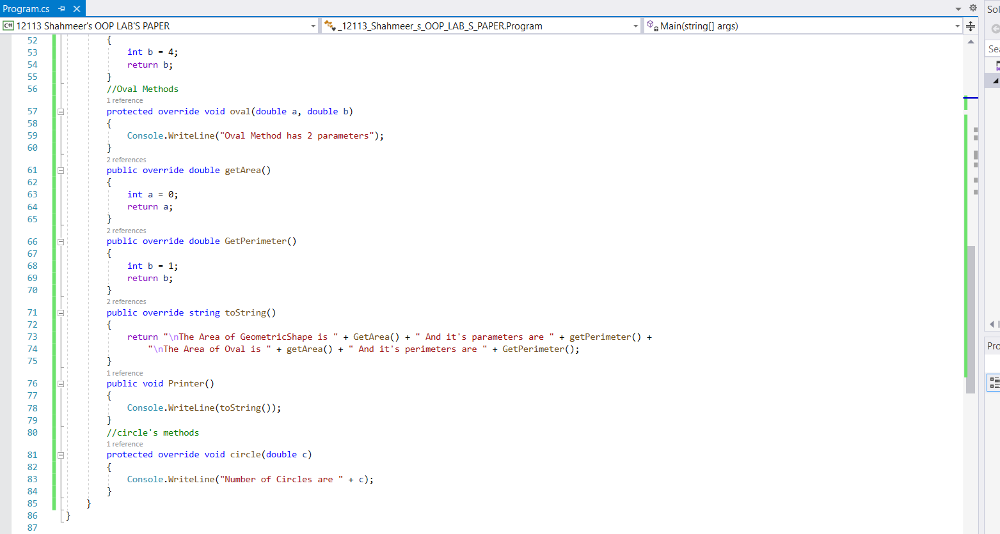 Program.cs
Sol
C# 12113 Shahmeer's OOP LAB'S PAPER _12113_Shahmeer_s_OOP_LAB_S_PAPER.Program Main(string[] args)
52 {
Sea
53 int b = 4;
54 return b;
55 }
56 //Oval Methods
1 reference
57 protected override void oval(double a, double b)
58 {
59 Console.WriteLine("Oval Method has 2 parameters");
60 }
2 references
61 public override double getArea()
62 {
63 int a = 0;
64 return a;
65 }
2 references
66 public override double GetPerimeter()
67 {
68 int b = 1;
69 return b;
70 }
2 references
71 public override string toString()
72 {
73 return "\nThe Area of GeometricShape is " + GetArea() + " And it's parameters are " + getPerimeter() +
74 "\nThe Area of Oval is " + getArea() + " And it's perimeters are " + GetPerimeter();
Pro
75 }
1 reference
76 public void Printer()
77 {
78 Console.WriteLine(toString());
79 }
80 //circle's methods
1 reference
81 protected override void circle(double c)
82 {
83 Console.WriteLine("Number of Circles are " + c);
84 }
85 }
86 }
87